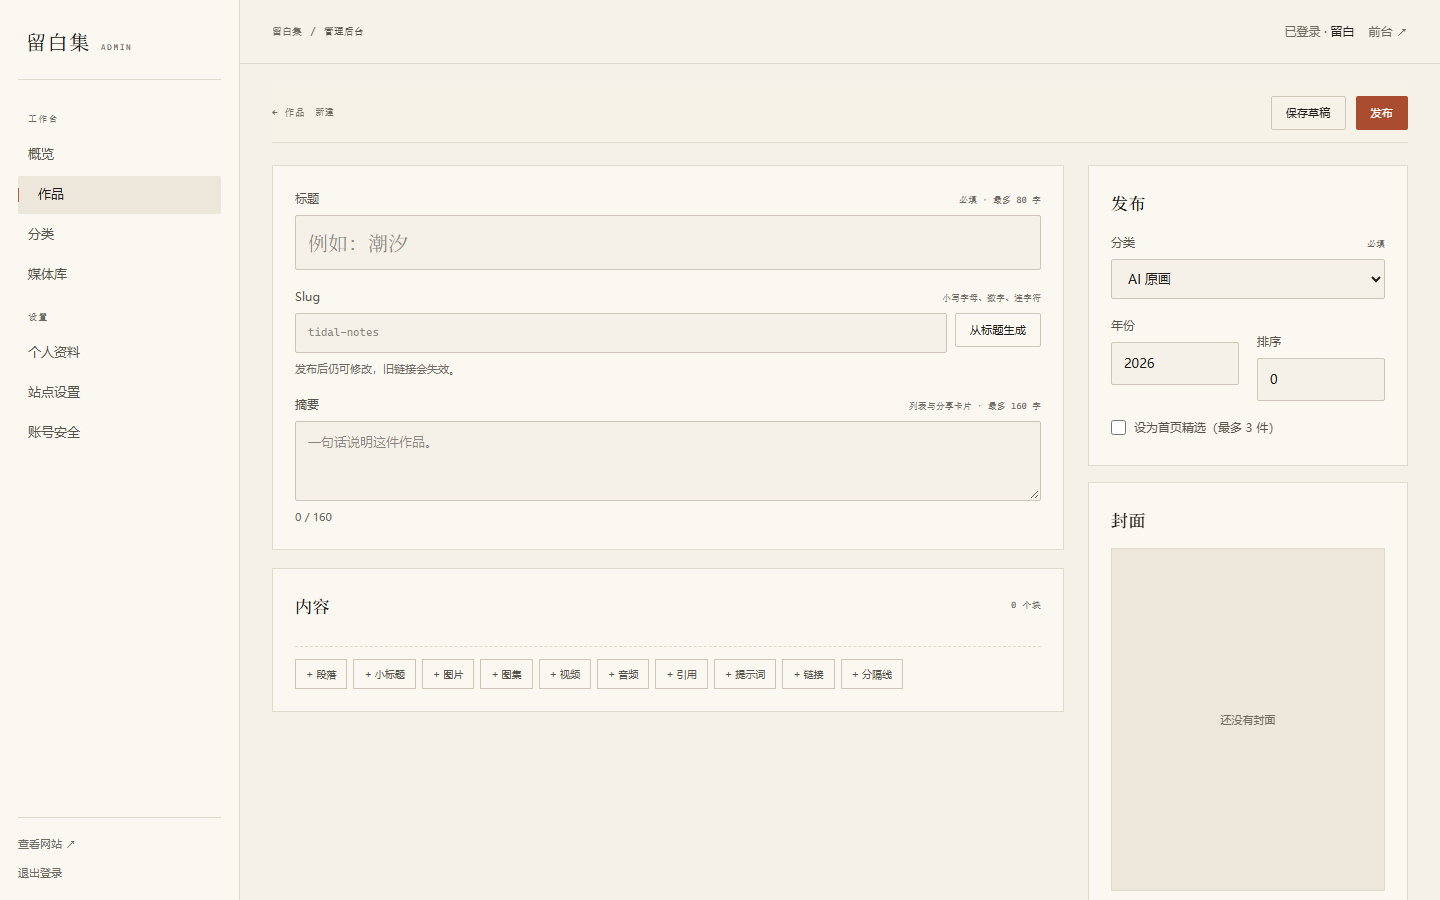 留白集 ADMIN
工作台
概览
作品
分类
媒体库
设置
个人资料
站点设置
账号安全
查看网站 ↗
退出登录
留白集 / 管理后台
已登录 · 留白 前台 ↗
← 作品 新建
保存草稿
发布
标题
必填 · 最多 80 字
例如：潮汐
Slug
小写字母、数字、连字符
tidal-notes
从标题生成
发布后仍可修改，旧链接会失效。
摘要
列表与分享卡片 · 最多 160 字
一句话说明这件作品。
0 / 160
内容
0 个块
+ 段落
+ 小标题
+ 图片
+ 图集
+ 视频
+ 音频
+ 引用
+ 提示词
+ 链接
+ 分隔线
发布
分类
必填
AI 原画
年份
2026
排序
0
设为首页精选（最多 3 件）
封面
还没有封面